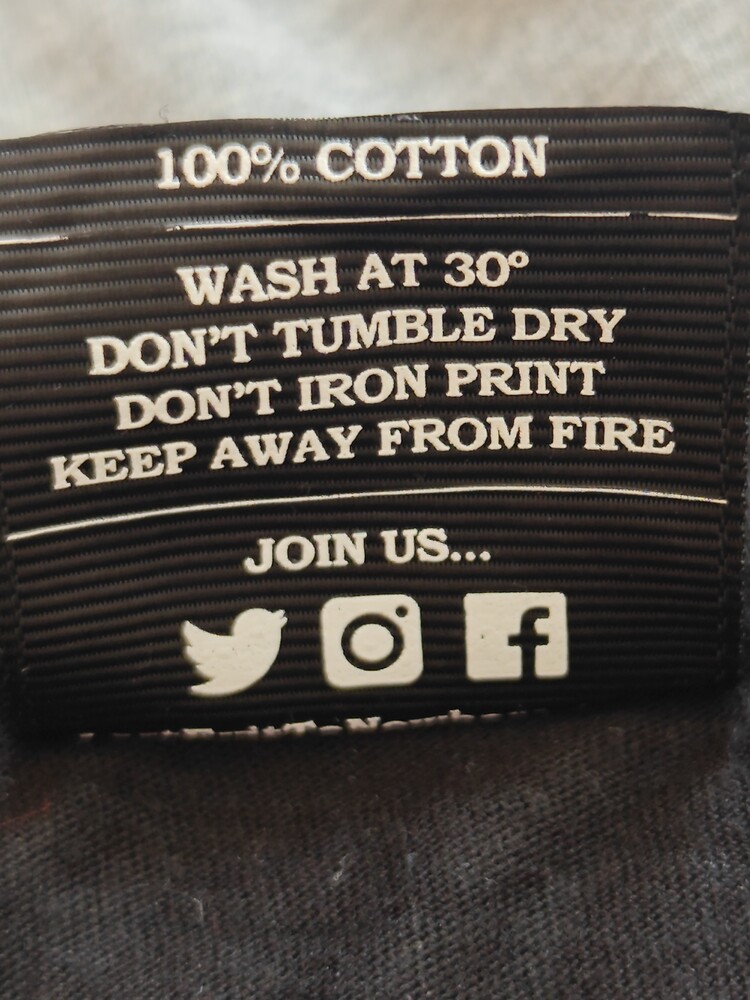 100% COTTON
WASH AT 30°
DON'T TUMBLE DRY
DON'T IRON PRINT
KEEP AWAY FROM FIRE
JOIN US...